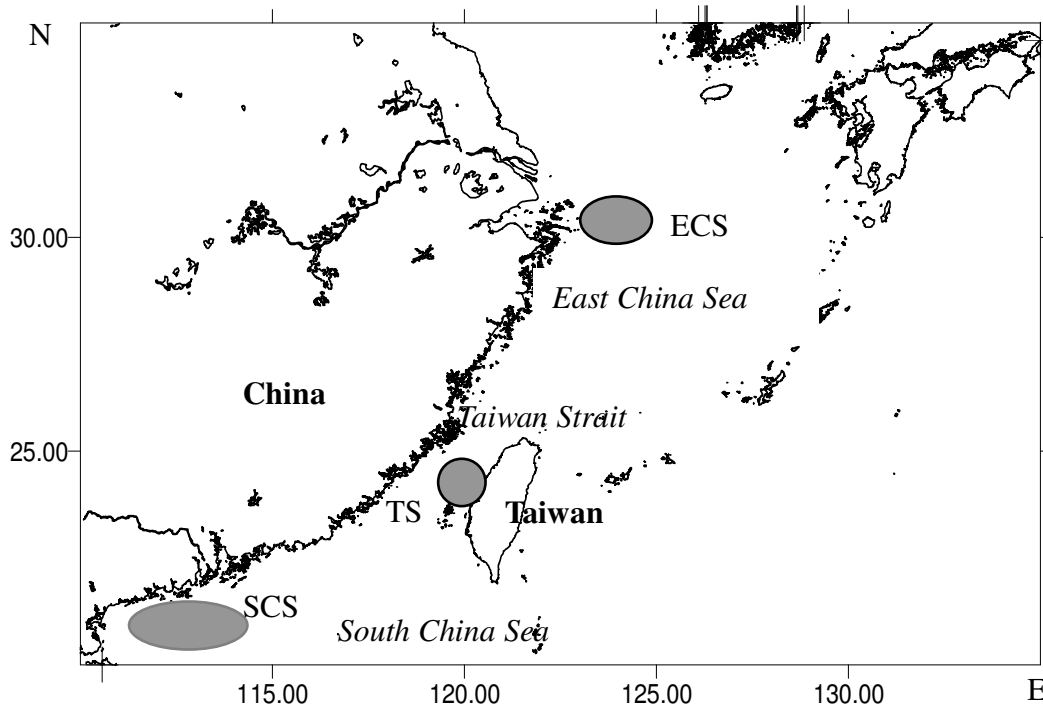 N
30.00
ECS
East China Sea
China
Taiwan Strait
25.00
TS
Taiwan
SCS
South China Sea
115.00
120.00
125.00
130.00
E